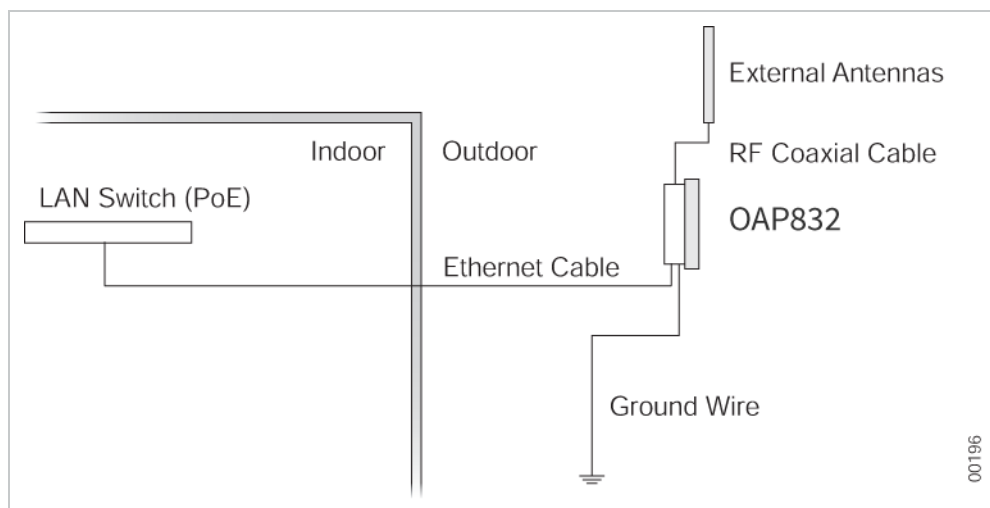 External Antennas
Indoor
Outdoor
RF Coaxial Cable
LAN Switch (PoE)
OAP832
Ethernet Cable
Ground Wire
00196